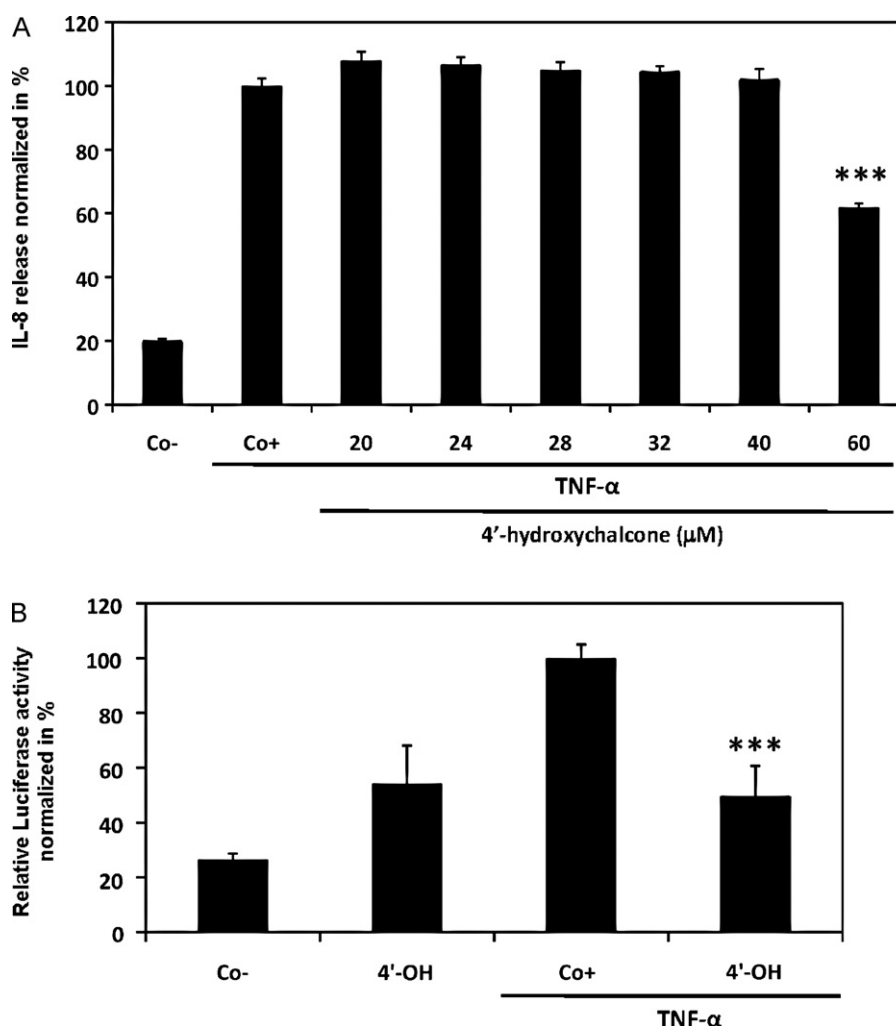 A
IL-8 release normalized in %
120
100
80
60
40
20
0
***
Co- Co+ 20 24 28 32 40 60
TNF-α
4'-hydroxychalcone (μM)
B
Relative Luciferase activity
normalized in %
120
100
80
60
40
20
0
***
Co- 4'-OH Co+ 4'-OH
TNF-α